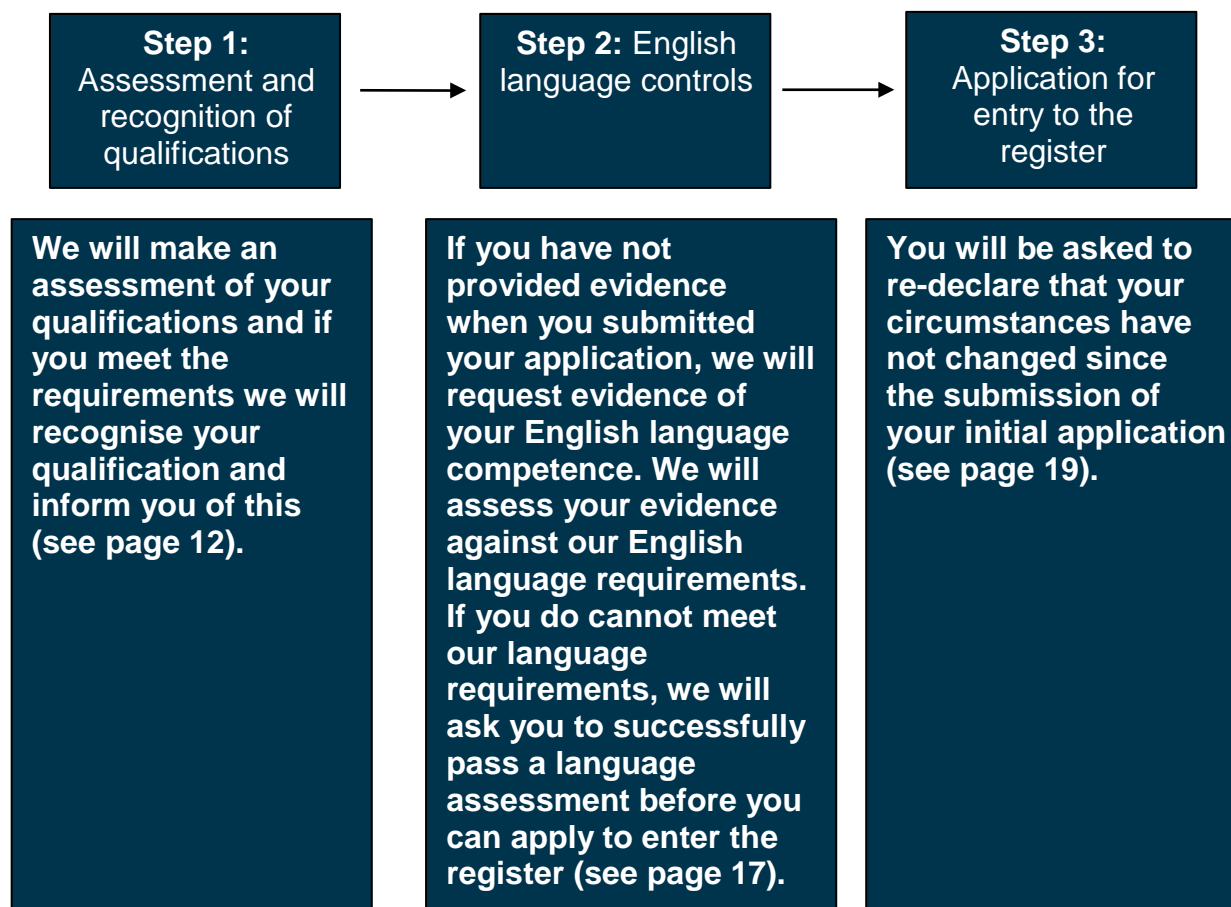 Step 1:
Assessment and
recognition of
qualifications
Step 2: English
language controls
Step 3:
Application for
entry to the
register
We will make an
assessment of your
qualifications and if
you meet the
requirements we will
recognise your
qualification and
inform you of this
(see page 12).
If you have not
provided evidence
when you submitted
your application, we will
request evidence of
your English language
competence. We will
assess your evidence
against our English
language requirements.
If you do cannot meet
our language
requirements, we will
ask you to successfully
pass a language
assessment before you
can apply to enter the
register (see page 17).
You will be asked to
re-declare that your
circumstances have
not changed since
the submission of
your initial application
(see page 19).